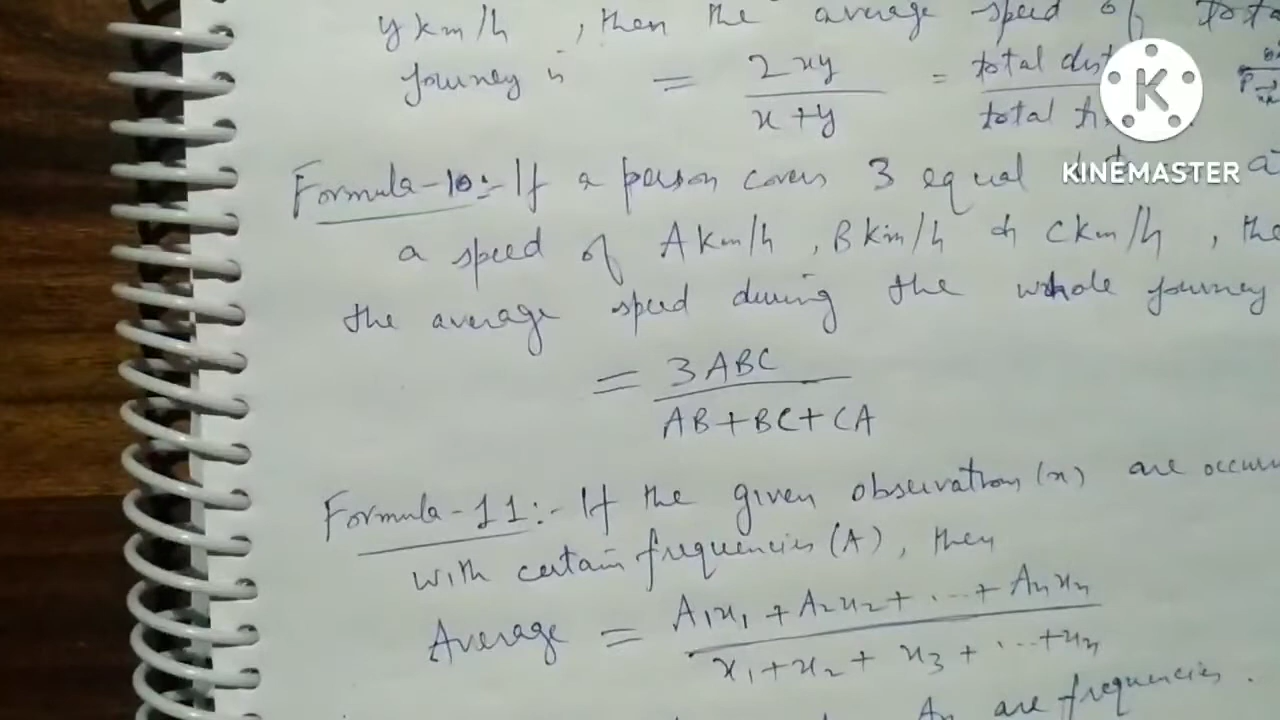 y km/h , then the average speed of
Journey is = 2xy / x+y = total / total
K
KINEMASTER
Formula-10:- If a person covers 3 equal
a speed of A km/h , B km/h & C km/h , the
the average speed during the whole journey
= 3ABC / AB+BC+CA
Formula-11:- If the given observation (x) are occurr
with certain frequencies (A), then
Average = A₁x₁ + A₂x₂ + ... + Aₙxₙ / x₁+x₂+ x₃ + ...+xₙ
Aₙ are frequencies.